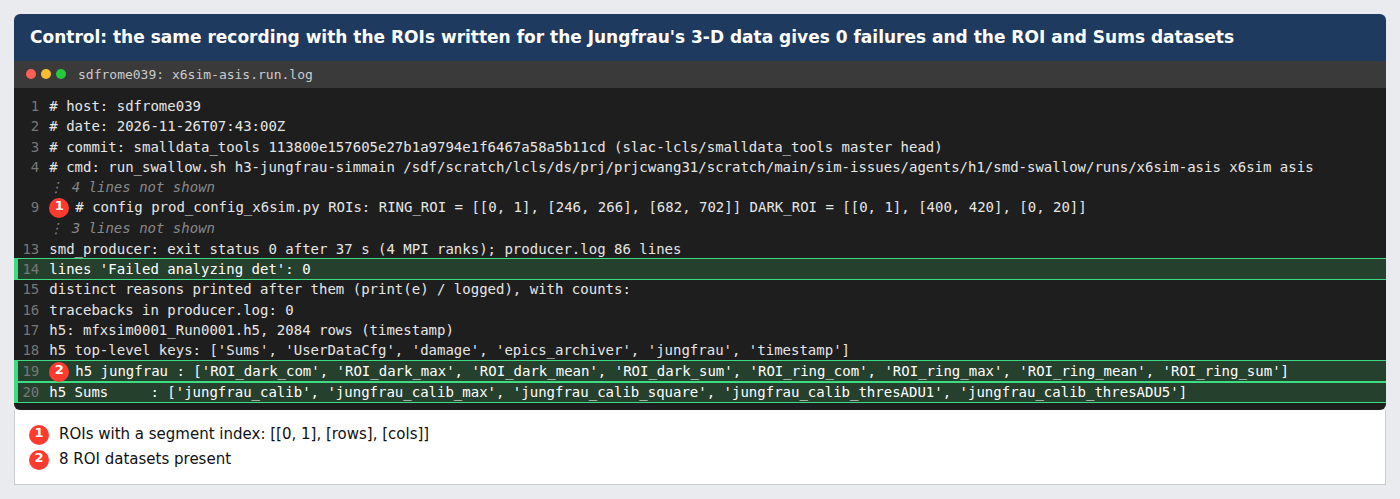 Control: the same recording with the ROIs written for the Jungfrau's 3-D data gives 0 failures and the ROI and Sums datasets
sdfrome039: x6sim-asis.run.log
1 # host: sdfrome039
2 # date: 2026-11-26T07:43:00Z
3 # commit: smalldata_tools 113800e157605e27b1a9794e1f6467a58a5b11cd (slac-lcls/smalldata_tools master head)
4 # cmd: run_swallow.sh h3-jungfrau-simmain /sdf/scratch/lcls/ds/prj/prjcwang31/scratch/main/sim-issues/agents/h1/smd-swallow/runs/x6sim-asis x6sim asis
⋮ 4 lines not shown
9 1 # config prod_config_x6sim.py ROIs: RING_ROI = [[0, 1], [246, 266], [682, 702]] DARK_ROI = [[0, 1], [400, 420], [0, 20]]
⋮ 3 lines not shown
13 smd_producer: exit status 0 after 37 s (4 MPI ranks); producer.log 86 lines
14 lines 'Failed analyzing det': 0
15 distinct reasons printed after them (print(e) / logged), with counts:
16 tracebacks in producer.log: 0
17 h5: mfxsim0001_Run0001.h5, 2084 rows (timestamp)
18 h5 top-level keys: ['Sums', 'UserDataCfg', 'damage', 'epics_archiver', 'jungfrau', 'timestamp']
19 2 h5 jungfrau : ['ROI_dark_com', 'ROI_dark_max', 'ROI_dark_mean', 'ROI_dark_sum', 'ROI_ring_com', 'ROI_ring_max', 'ROI_ring_mean', 'ROI_ring_sum']
20 h5 Sums     : ['jungfrau_calib', 'jungfrau_calib_max', 'jungfrau_calib_square', 'jungfrau_calib_thresADU1', 'jungfrau_calib_thresADU5']
1 ROIs with a segment index: [[0, 1], [rows], [cols]]
2 8 ROI datasets present